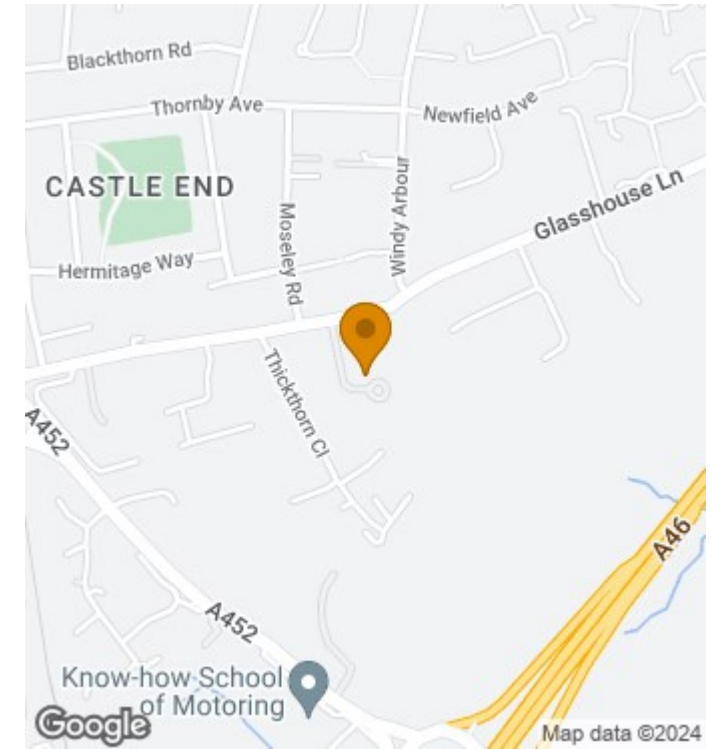 Blackthorn Rd
Thornby Ave
Newfield Ave
CASTLE END
Windy Arbour
Glasshouse Ln
Moseley Rd
Hermitage Way
Thickthorn Cl
A452
A46
A452
Know-how School
of Motoring
Google
Map data ©2024